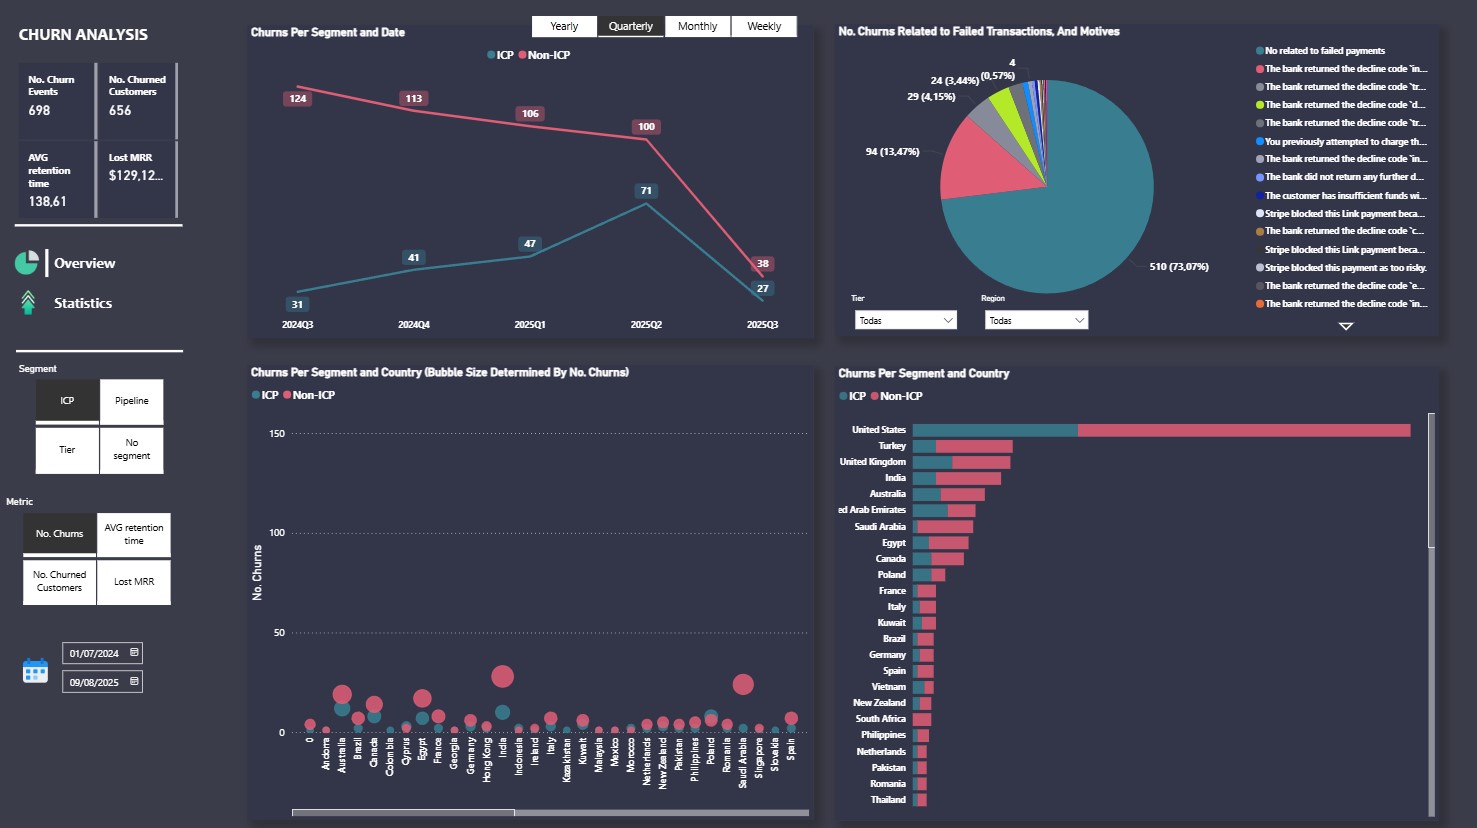 CHURN ANALYSIS
No. Churn Events
698
No. Churned Customers
656
AVG retention time
138,61
Lost MRR
$129,12...
Overview
Statistics
Segment
ICP
Pipeline
Tier
No segment
Metric
No. Churns
AVG retention time
No. Churned Customers
Lost MRR
01/07/2024
09/08/2025
Churns Per Segment and Date
Yearly
Quarterly
Monthly
Weekly
ICP
Non-ICP
124
113
106
100
38
31
41
47
71
27
2024Q3
2024Q4
2025Q1
2025Q2
2025Q3
No. Churns Related to Failed Transactions, And Motives
4
(0,57%)
24 (3,44%)
29 (4,15%)
94 (13,47%)
510 (73,07%)
No related to failed payments
The bank returned the decline code `in...
The bank returned the decline code `tr...
The bank returned the decline code `d...
The bank returned the decline code `tr...
You previously attempted to charge th...
The bank returned the decline code `in...
The bank did not return any further d...
The customer has insufficient funds wi...
Stripe blocked this Link payment beca...
The bank returned the decline code `c...
Stripe blocked this Link payment beca...
Stripe blocked this payment as too risky.
The bank returned the decline code `e...
The bank returned the decline code `in...
Tier
Todas
Region
Todas
Churns Per Segment and Country (Bubble Size Determined By No. Churns)
ICP
Non-ICP
No. Churns
150
100
50
0
0
Andorra
Australia
Brazil
Canada
Colombia
Cyprus
Egypt
France
Georgia
Germany
Hong Kong
India
Indonesia
Ireland
Italy
Kazakhstan
Kuwait
Malaysia
Mexico
Morocco
Netherlands
New Zealand
Pakistan
Philippines
Poland
Romania
Saudi Arabia
Singapore
Slovakia
Spain
Churns Per Segment and Country
ICP
Non-ICP
United States
Turkey
United Kingdom
India
Australia
ed Arab Emirates
Saudi Arabia
Egypt
Canada
Poland
France
Italy
Kuwait
Brazil
Germany
Spain
Vietnam
New Zealand
South Africa
Philippines
Netherlands
Pakistan
Romania
Thailand